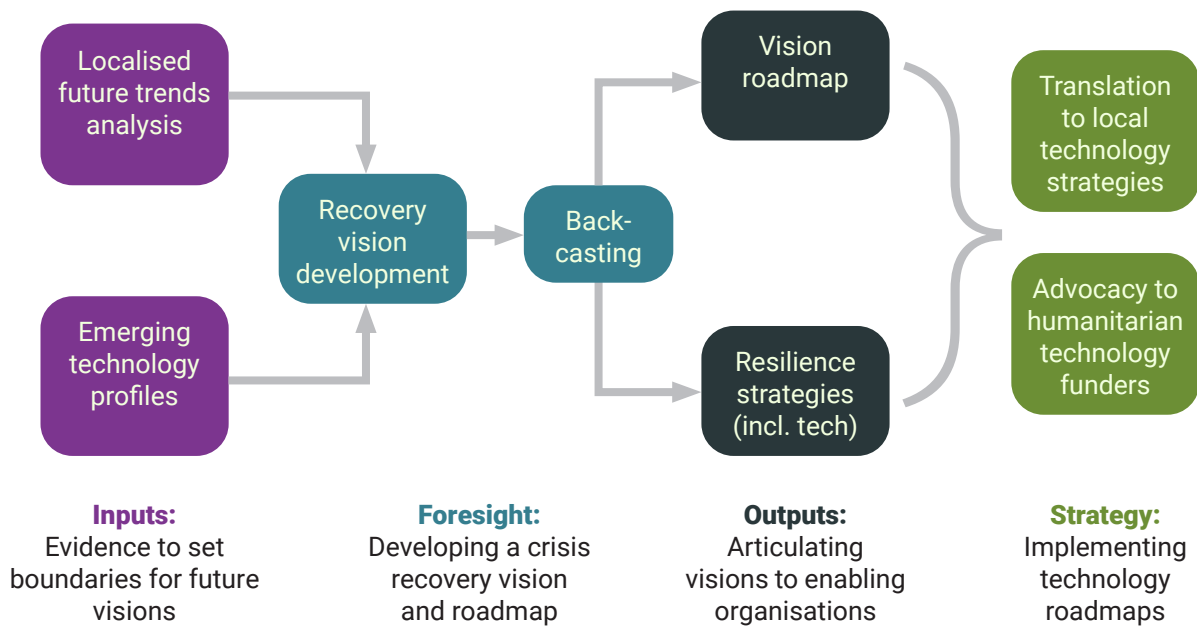 Localised
future trends
analysis
Emerging
technology
profiles
Recovery
vision
development
Back-
casting
Vision
roadmap
Resilience
strategies
(incl. tech)
Translation
to local
technology
strategies
Advocacy to
humanitarian
technology
funders
Inputs:
Evidence to set
boundaries for future
visions
Foresight:
Developing a crisis
recovery vision
and roadmap
Outputs:
Articulating
visions to enabling
organisations
Strategy:
Implementing
technology
roadmaps